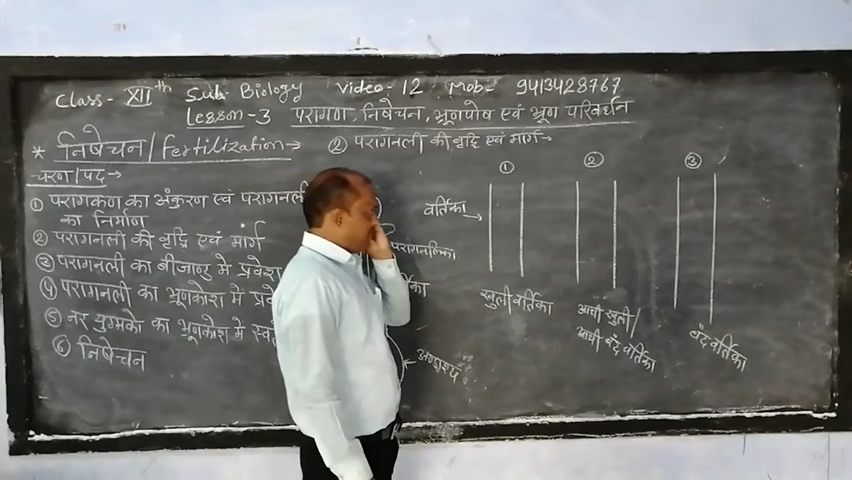 Class- XII th Sub- Biology Video- 12 Mob- 9413428767
Lesson-3 परागण, निषेचन, भ्रूणपोष एवं भ्रूण परिवर्धन
* निषेचन/fertilization→
② परागनली की वृद्धि एवं मार्ग→
चरण/पद→
① परागकण का अंकुरण एवं परागनली
का निर्माण
② परागनली की वृद्धि एवं मार्ग
③ परागनली का बीजाण्ड में प्रवेश
④ परागनली का भ्रूणकोश में प्रवे
⑤ नर युग्मको का भ्रूणकोश मे स्व
⑥ निषेचन
परागनलिका
र्तिका
अण्डाशय
① ② ③
वर्तिका
खुली वर्तिका
आधी खुली/
आधी बंद वर्तिका
बंद वर्तिका